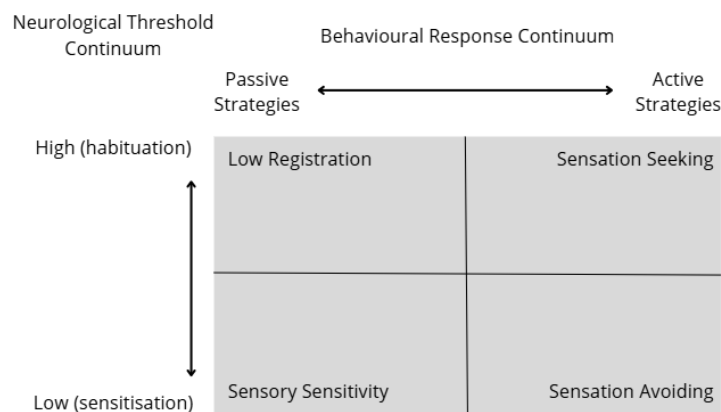 Neurological Threshold
Continuum
Behavioural Response Continuum
Passive
Strategies
Active
Strategies
High (habituation)
Low Registration
Sensation Seeking
Low (sensitisation)
Sensory Sensitivity
Sensation Avoiding